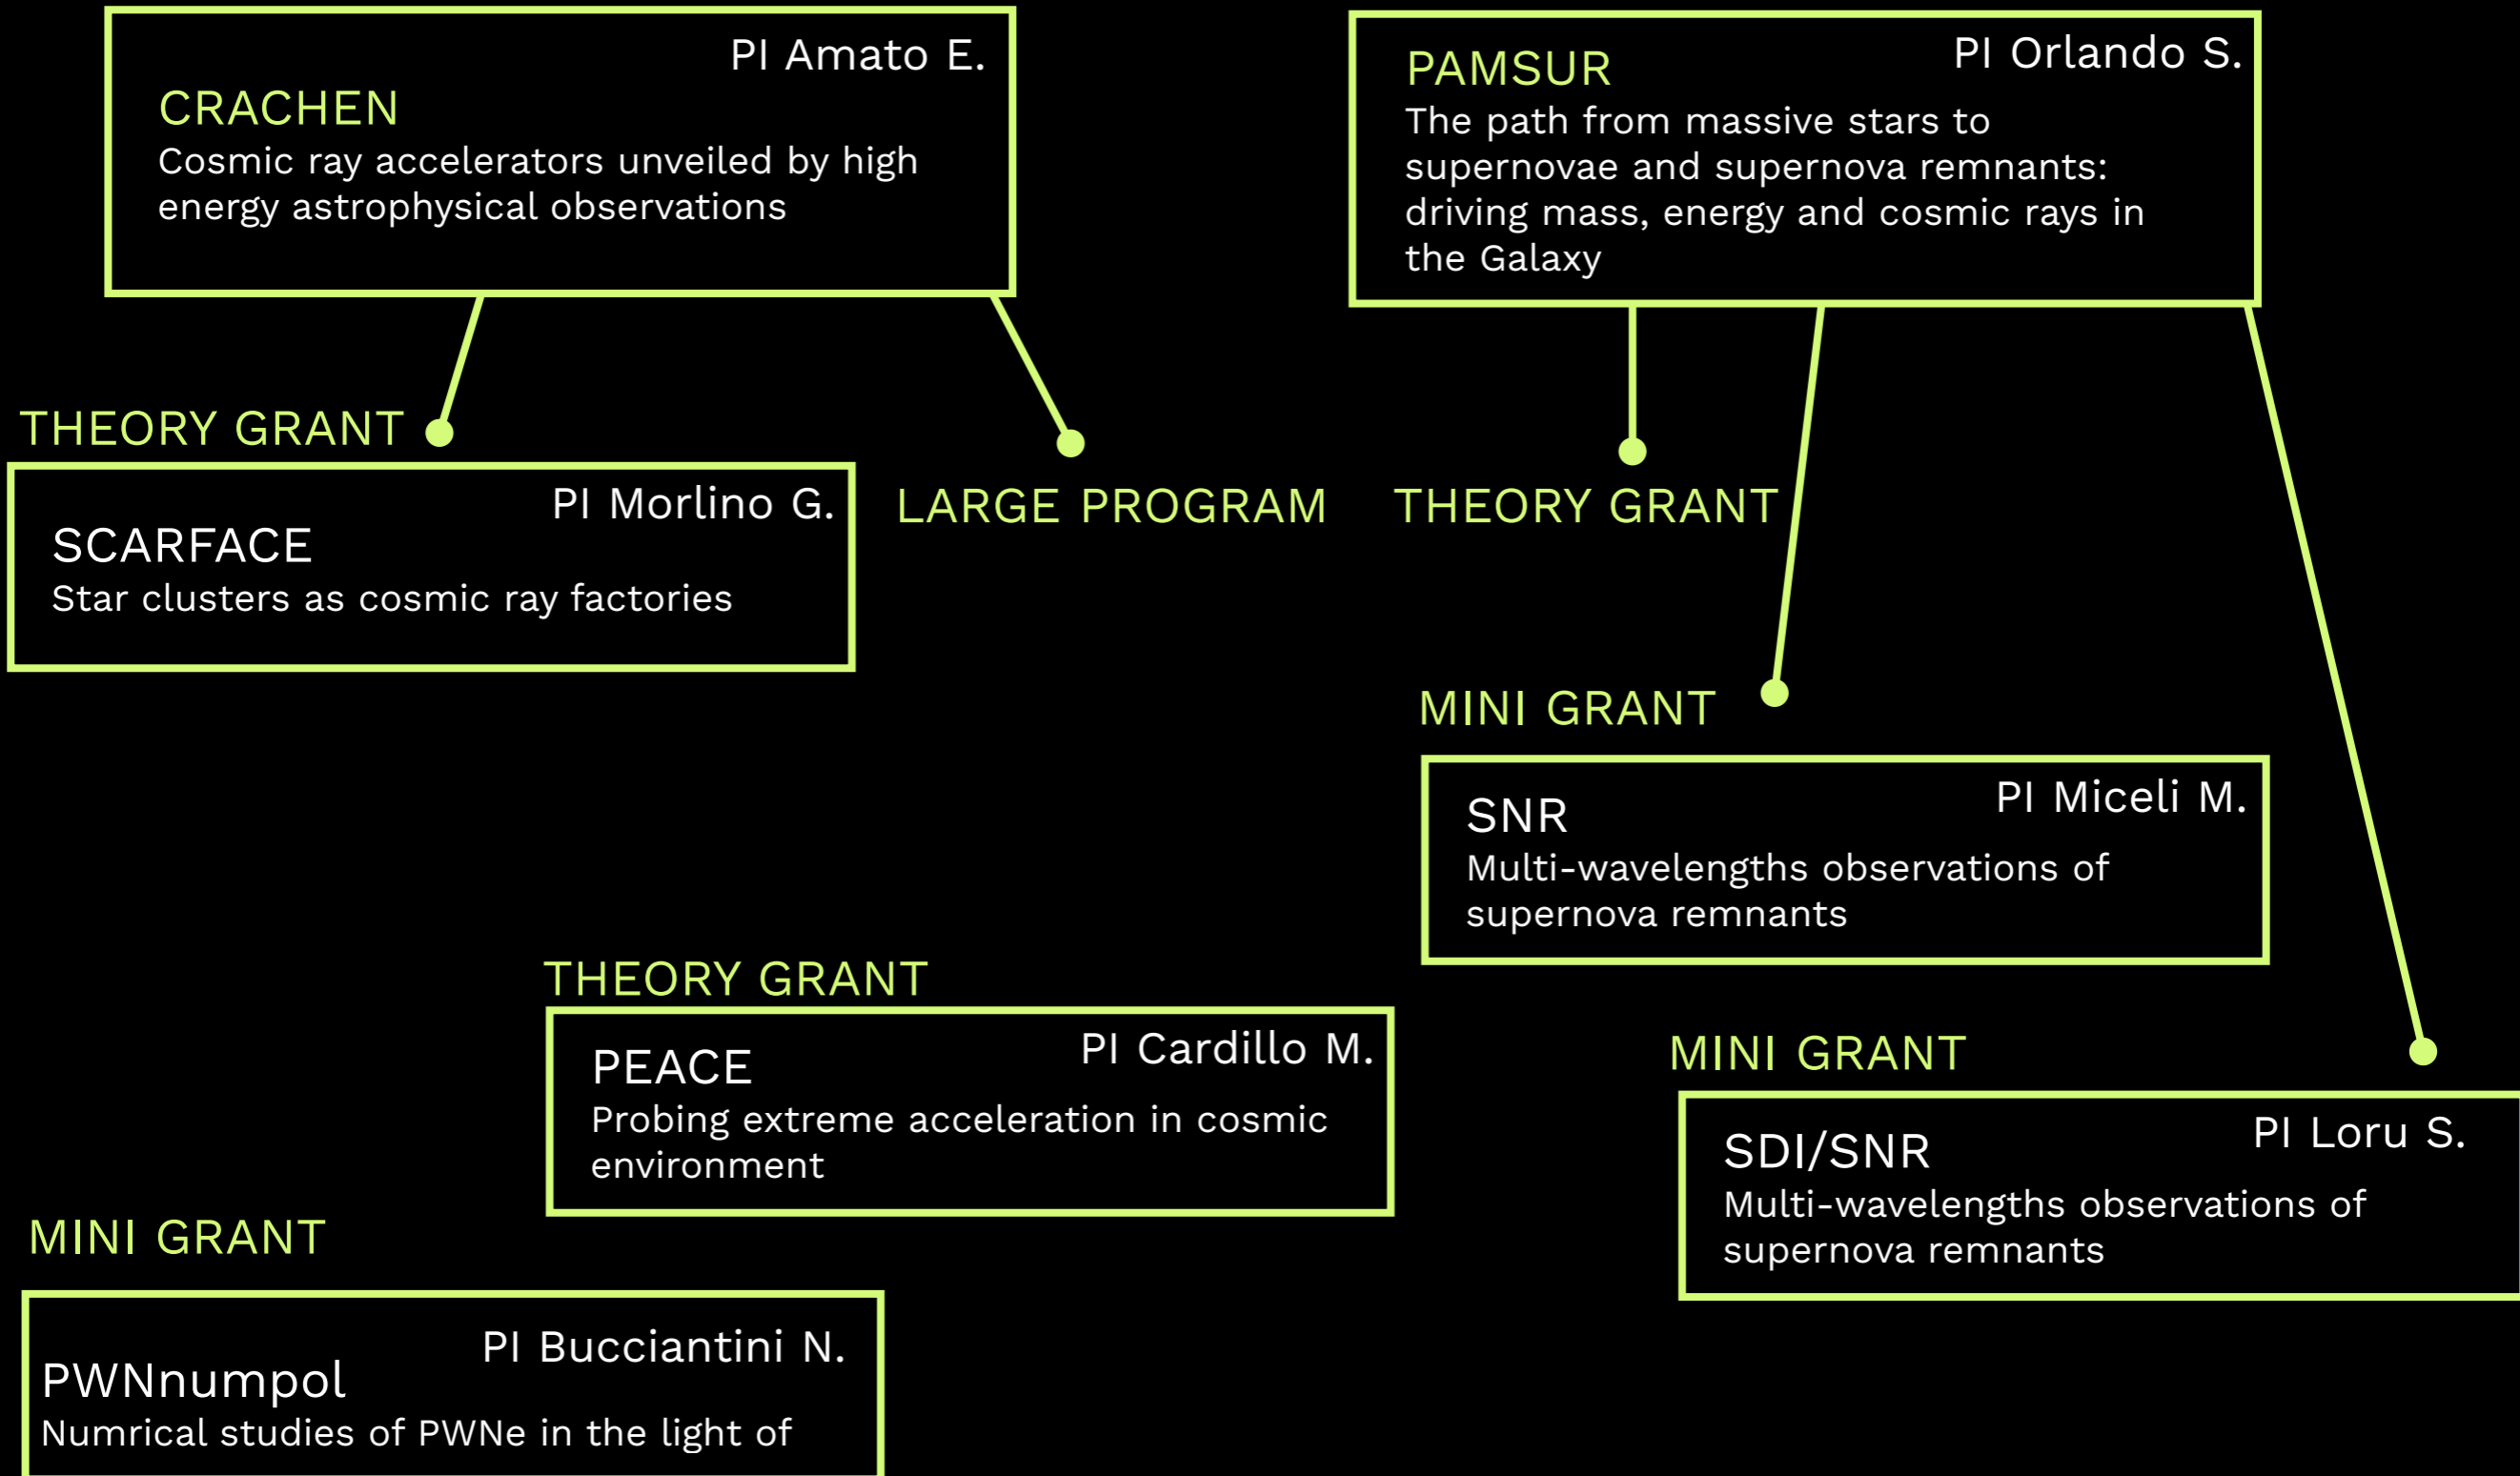 PI Amato E.
CRACHEN
Cosmic ray accelerators unveiled by high
energy astrophysical observations
PI Orlando S.
PAMSUR
The path from massive stars to
supernovae and supernova remnants:
driving mass, energy and cosmic rays in
the Galaxy
THEORY GRANT
PI Morlino G.
SCARFACE
Star clusters as cosmic ray factories
LARGE PROGRAM
THEORY GRANT
MINI GRANT
PI Miceli M.
SNR
Multi-wavelengths observations of
supernova remnants
THEORY GRANT
PI Cardillo M.
PEACE
Probing extreme acceleration in cosmic
environment
MINI GRANT
PI Loru S.
SDI/SNR
Multi-wavelengths observations of
supernova remnants
MINI GRANT
PI Bucciantini N.
PWNnumpol
Numrical studies of PWNe in the light of